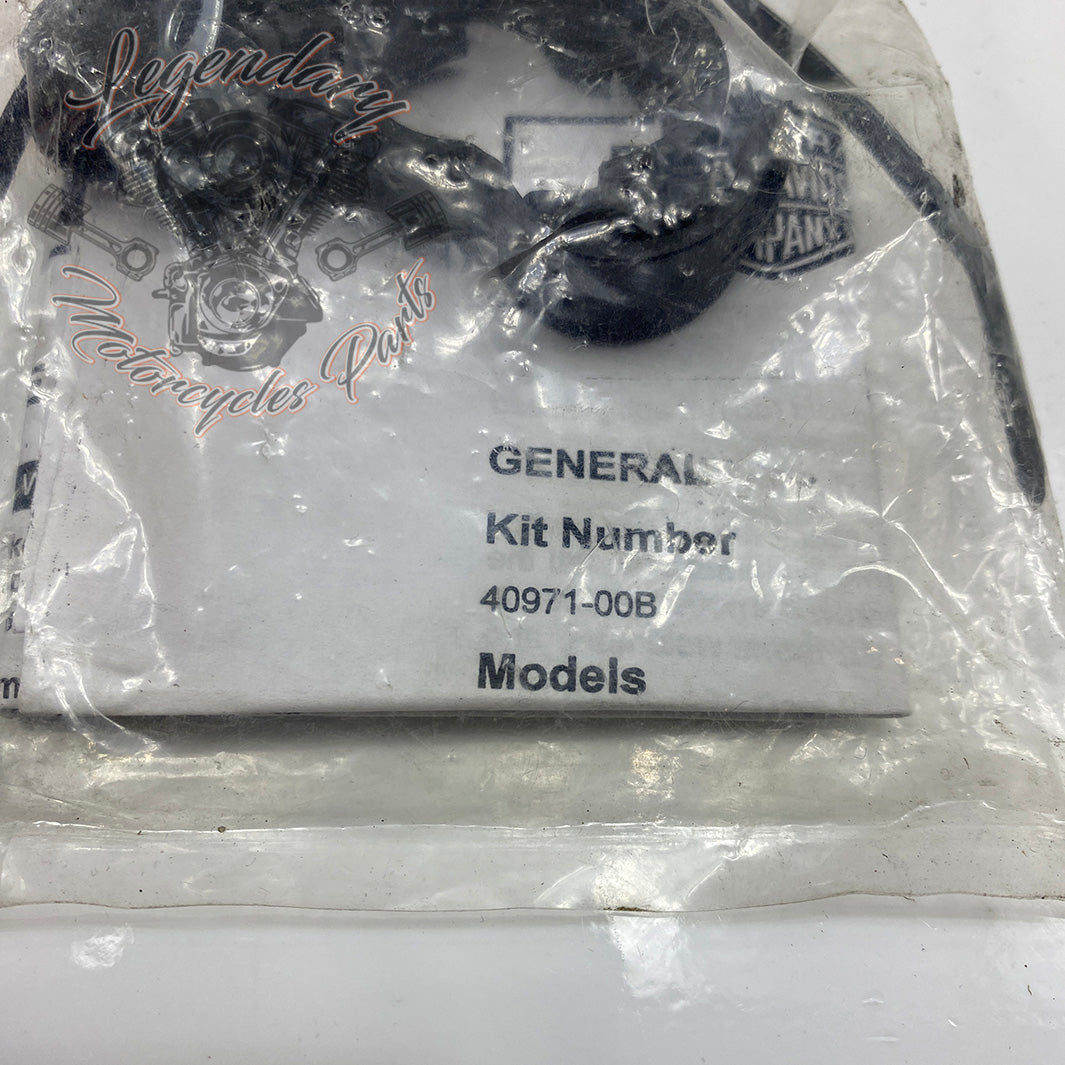 Legendary
Motorcycles Parts
GENERAL
Kit Number
40971-00B
Models